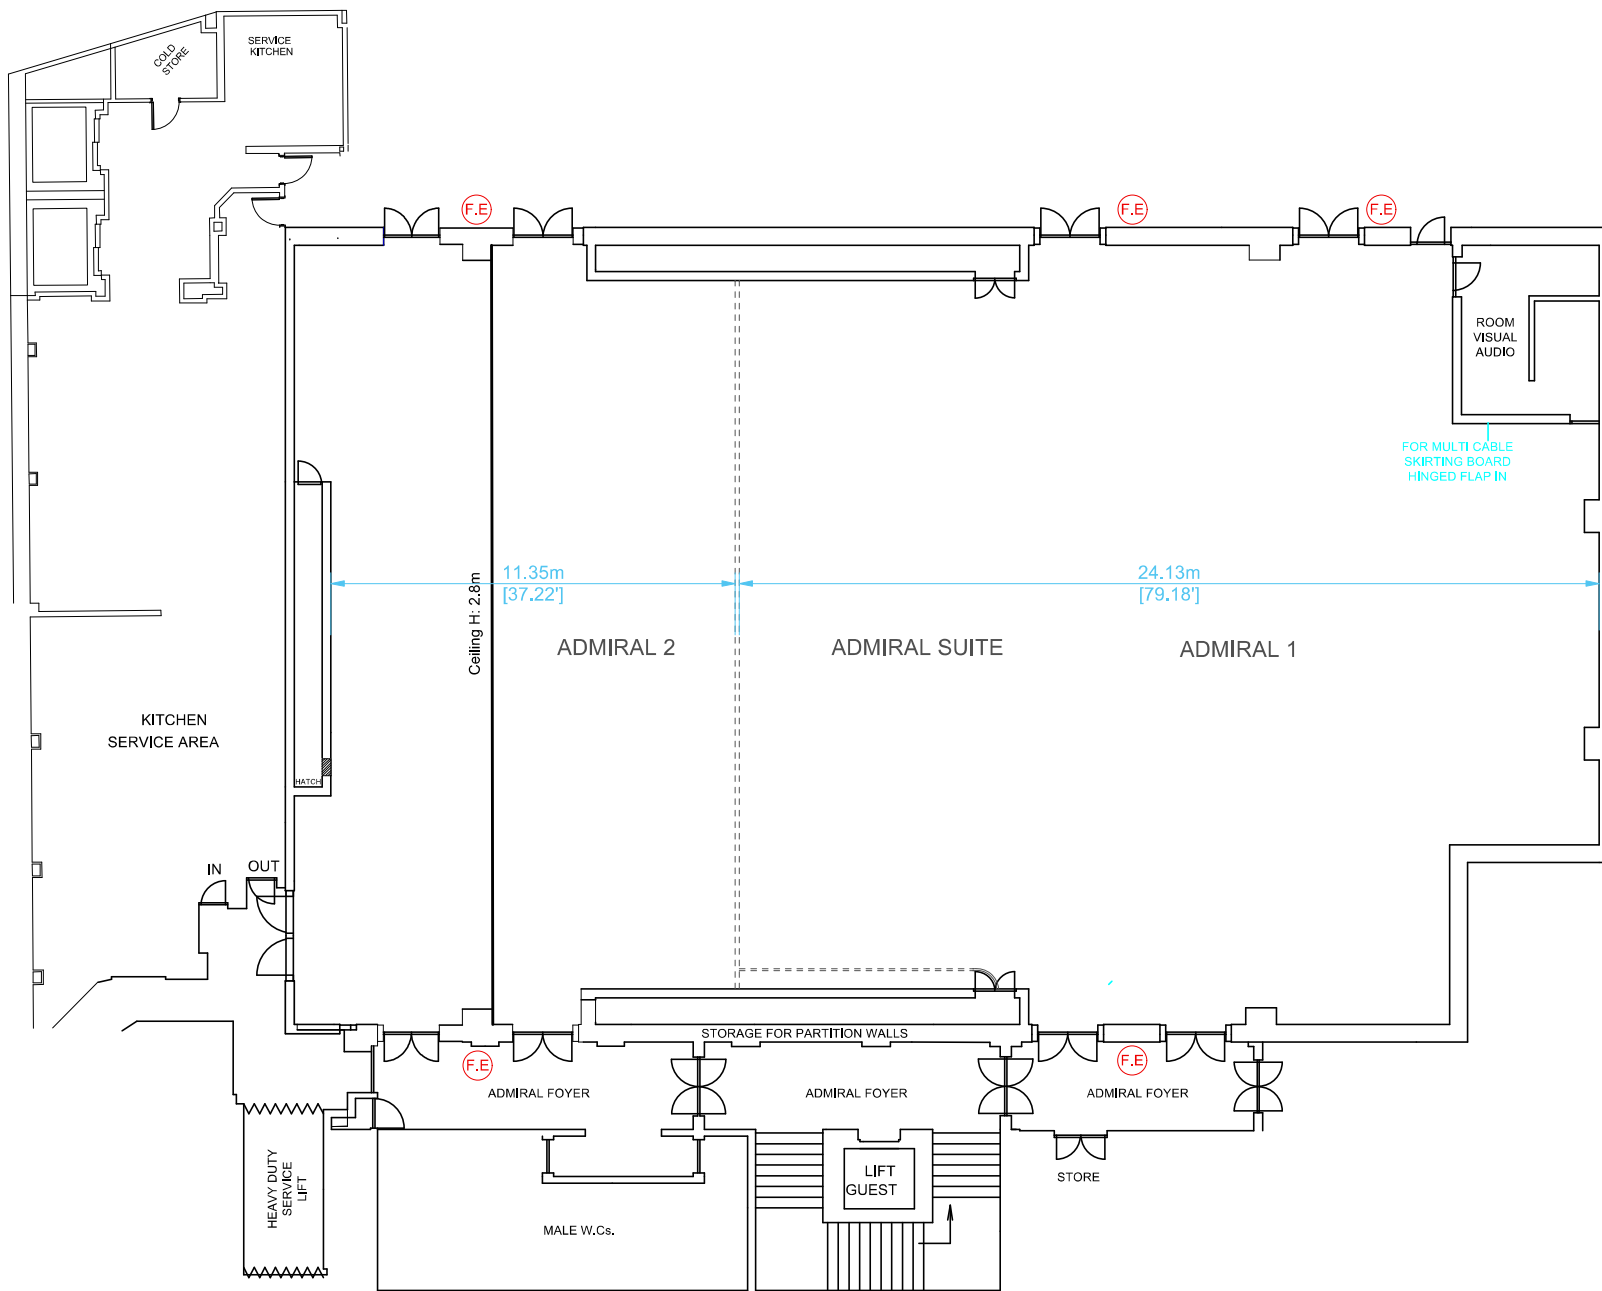 COLD
STORE
SERVICE
KITCHEN
F.E
F.E
F.E
ROOM
VISUAL
AUDIO
FOR MULTI CABLE
SKIRTING BOARD
HINGED FLAP IN
11.35m
[37.22']
24.13m
[79.18']
Ceiling H: 2.8m
ADMIRAL 2
ADMIRAL SUITE
ADMIRAL 1
KITCHEN
SERVICE AREA
HATCH
IN
OUT
STORAGE FOR PARTITION WALLS
F.E
F.E
ADMIRAL FOYER
ADMIRAL FOYER
ADMIRAL FOYER
HEAVY DUTY
SERVICE
LIFT
LIFT
GUEST
STORE
MALE W.Cs.